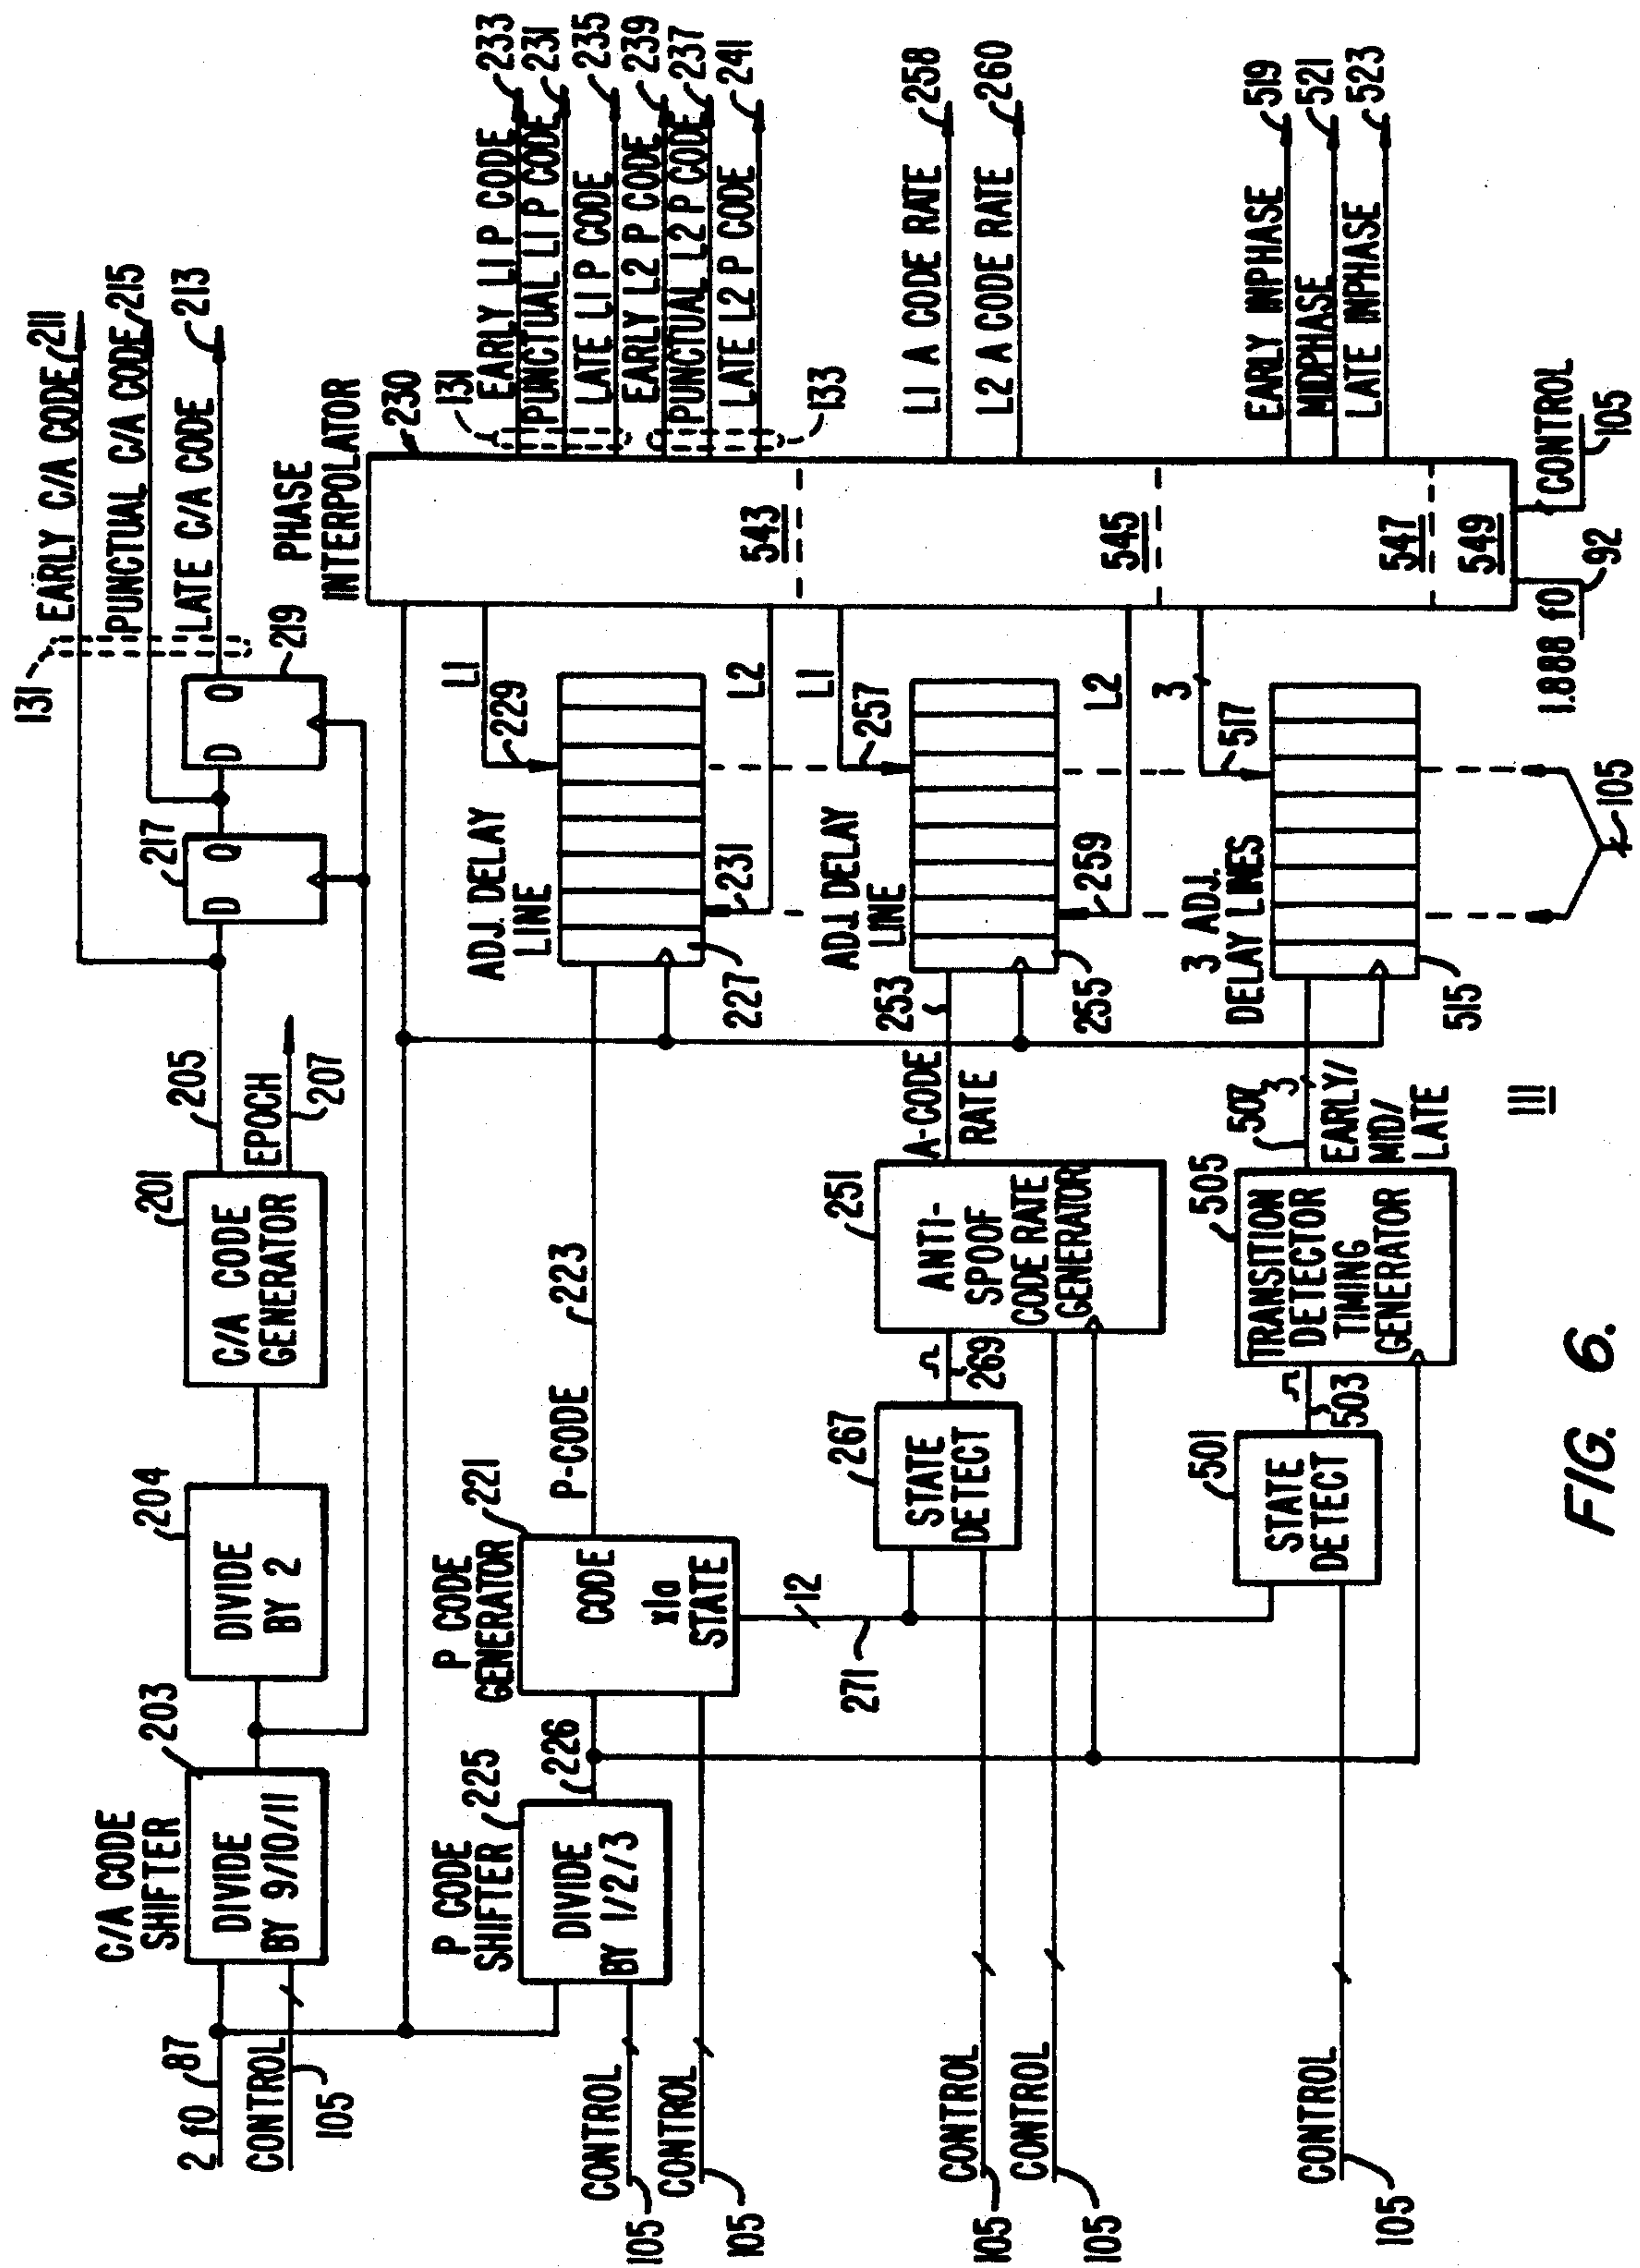 2 f0
87
CONTROL
105
C/A CODE
SHIFTER
203
DIVIDE
BY 9/10/11
204
DIVIDE
BY 2
201
C/A CODE
GENERATOR
205
EPOCH
207
217
D Q
219
D Q
131
EARLY C/A CODE
211
PUNCTUAL C/A CODE
215
LATE C/A CODE
213
P CODE
SHIFTER
225
DIVIDE
BY 1/2/3
226
CONTROL
105
CONTROL
105
P CODE
GENERATOR
221
CODE
x1a
STATE
P-CODE
223
12
271
ADJ. DELAY
LINE
227
229
231
L1
L2
PHASE
INTERPOLATOR
230
131
EARLY L1 P CODE
233
PUNCTUAL L1 P CODE
231
LATE L1 P CODE
235
EARLY L2 P CODE
239
PUNCTUAL L2 P CODE
237
LATE L2 P CODE
241
133
543
545
547
549
CONTROL
105
CONTROL
105
267
STATE
DETECT
269
251
ANTI-
SPOOF
CODE RATE
GENERATOR
A-CODE
RATE
253
ADJ. DELAY
LINE
255
257
259
L1
L2
L1 A CODE RATE
258
L2 A CODE RATE
260
CONTROL
105
501
STATE
DETECT
503
505
TRANSITION
DETECTOR
TIMING
GENERATOR
507
3
EARLY/
MID/
LATE
3 ADJ.
DELAY LINES
515
517
3
105
EARLY INPHASE
519
MIDPHASE
521
LATE INPHASE
523
1.888 f0
92
CONTROL
105
111
FIG. 6.